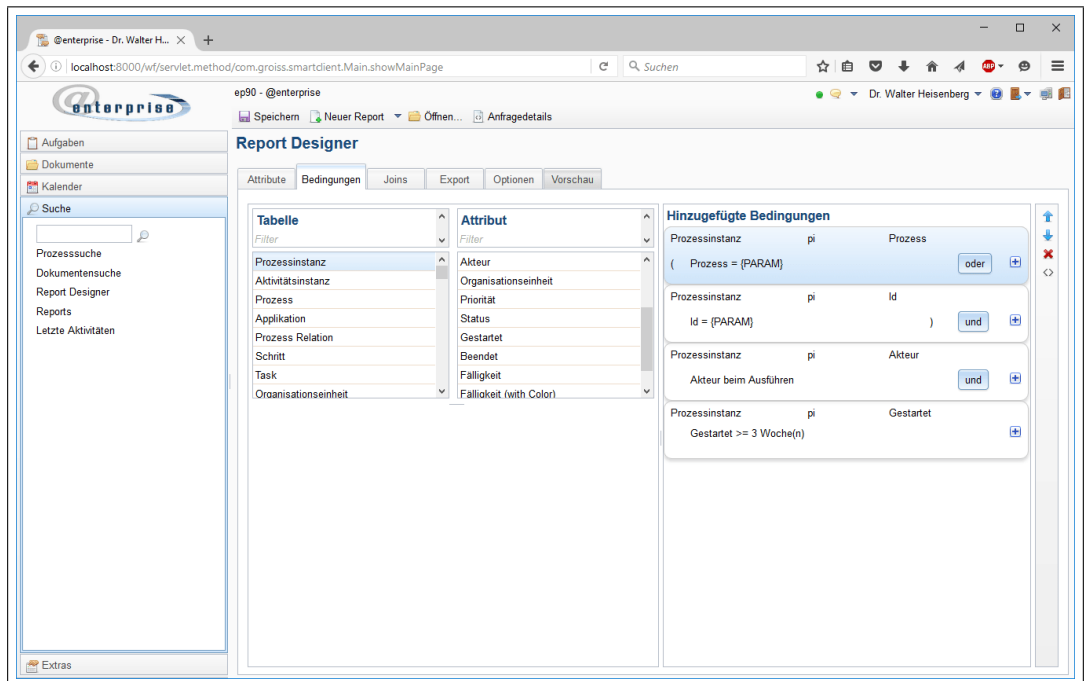 @enterprise - Dr. Walter H...
localhost:8000/wf/servlet.method/com.groiss.smartclient.Main.showMainPage
Suchen
ABP
@enterprise
ep90 - @enterprise
Dr. Walter Heisenberg
Speichern Neuer Report Öffnen... Anfragedetails
Aufgaben
Dokumente
Kalender
Suche
Prozesssuche
Dokumentensuche
Report Designer
Reports
Letzte Aktivitäten
Extras
Report Designer
Attribute Bedingungen Joins Export Optionen Vorschau
Tabelle
Filter
Prozessinstanz
Aktivitätsinstanz
Prozess
Applikation
Prozess Relation
Schritt
Task
Organisationseinheit
Attribut
Filter
Akteur
Organisationseinheit
Priorität
Status
Gestartet
Beendet
Fälligkeit
Fälligkeit (with Color)
Hinzugefügte Bedingungen
Prozessinstanz pi Prozess
( Prozess = {PARAM} oder
Prozessinstanz pi Id
Id = {PARAM} ) und
Prozessinstanz pi Akteur
Akteur beim Ausführen und
Prozessinstanz pi Gestartet
Gestartet >= 3 Woche(n)